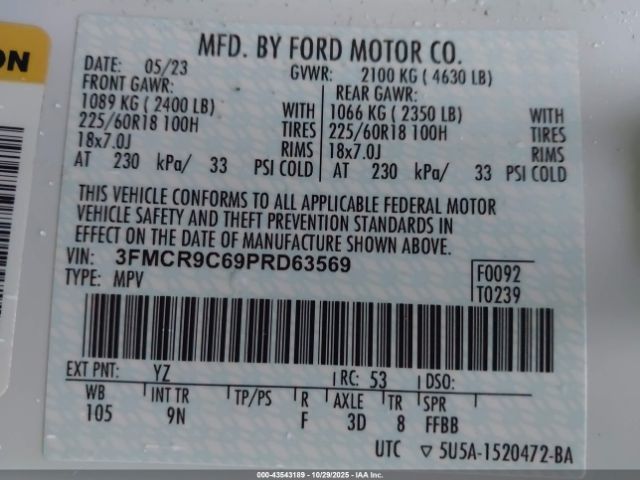 ON
MFD. BY FORD MOTOR CO.
DATE: 05/23 GVWR: 2100 KG ( 4630 LB)
FRONT GAWR: REAR GAWR:
1089 KG ( 2400 LB) WITH 1066 KG ( 2350 LB) WITH
225/60R18 100H TIRES 225/60R18 100H TIRES
18x7.0J RIMS 18x7.0J RIMS
AT 230 kPa/ 33 PSI COLD AT 230 kPa/ 33 PSI COLD
THIS VEHICLE CONFORMS TO ALL APPLICABLE FEDERAL MOTOR
VEHICLE SAFETY AND THEFT PREVENTION STANDARDS IN
EFFECT ON THE DATE OF MANUFACTURE SHOWN ABOVE.
VIN: 3FMCR9C69PRD63569 F0092
TYPE: MPV T0239
EXT PNT: YZ RC: 53 DSO:
WB INT TR TP/PS R AXLE TR SPR
105 9N F 3D 8 FFBB
UTC ▽ 5U5A-1520472-BA
000-43543189 | 10/29/2025 | IAAI.COM